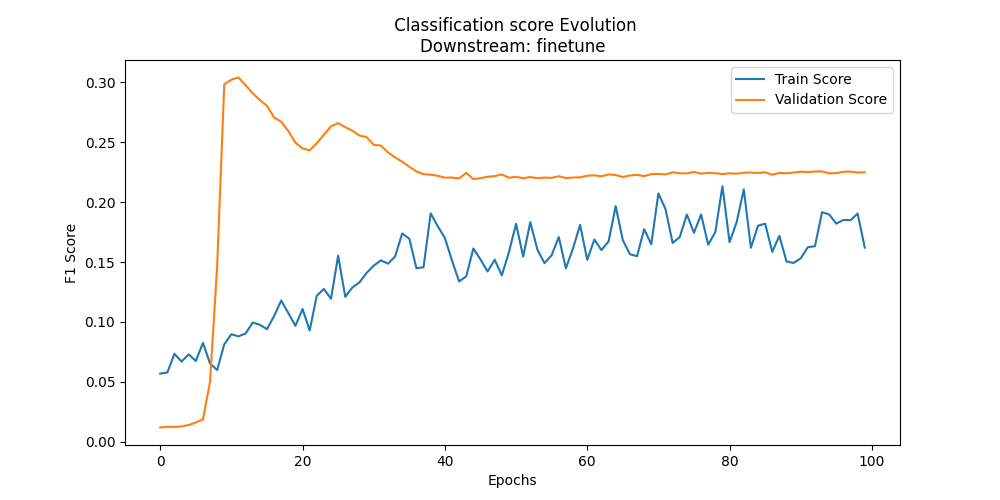 Classification score Evolution
Downstream: finetune
Train Score
Validation Score
F1 Score
0.30
0.25
0.20
0.15
0.10
0.05
0.00
0 20 40 60 80 100
Epochs